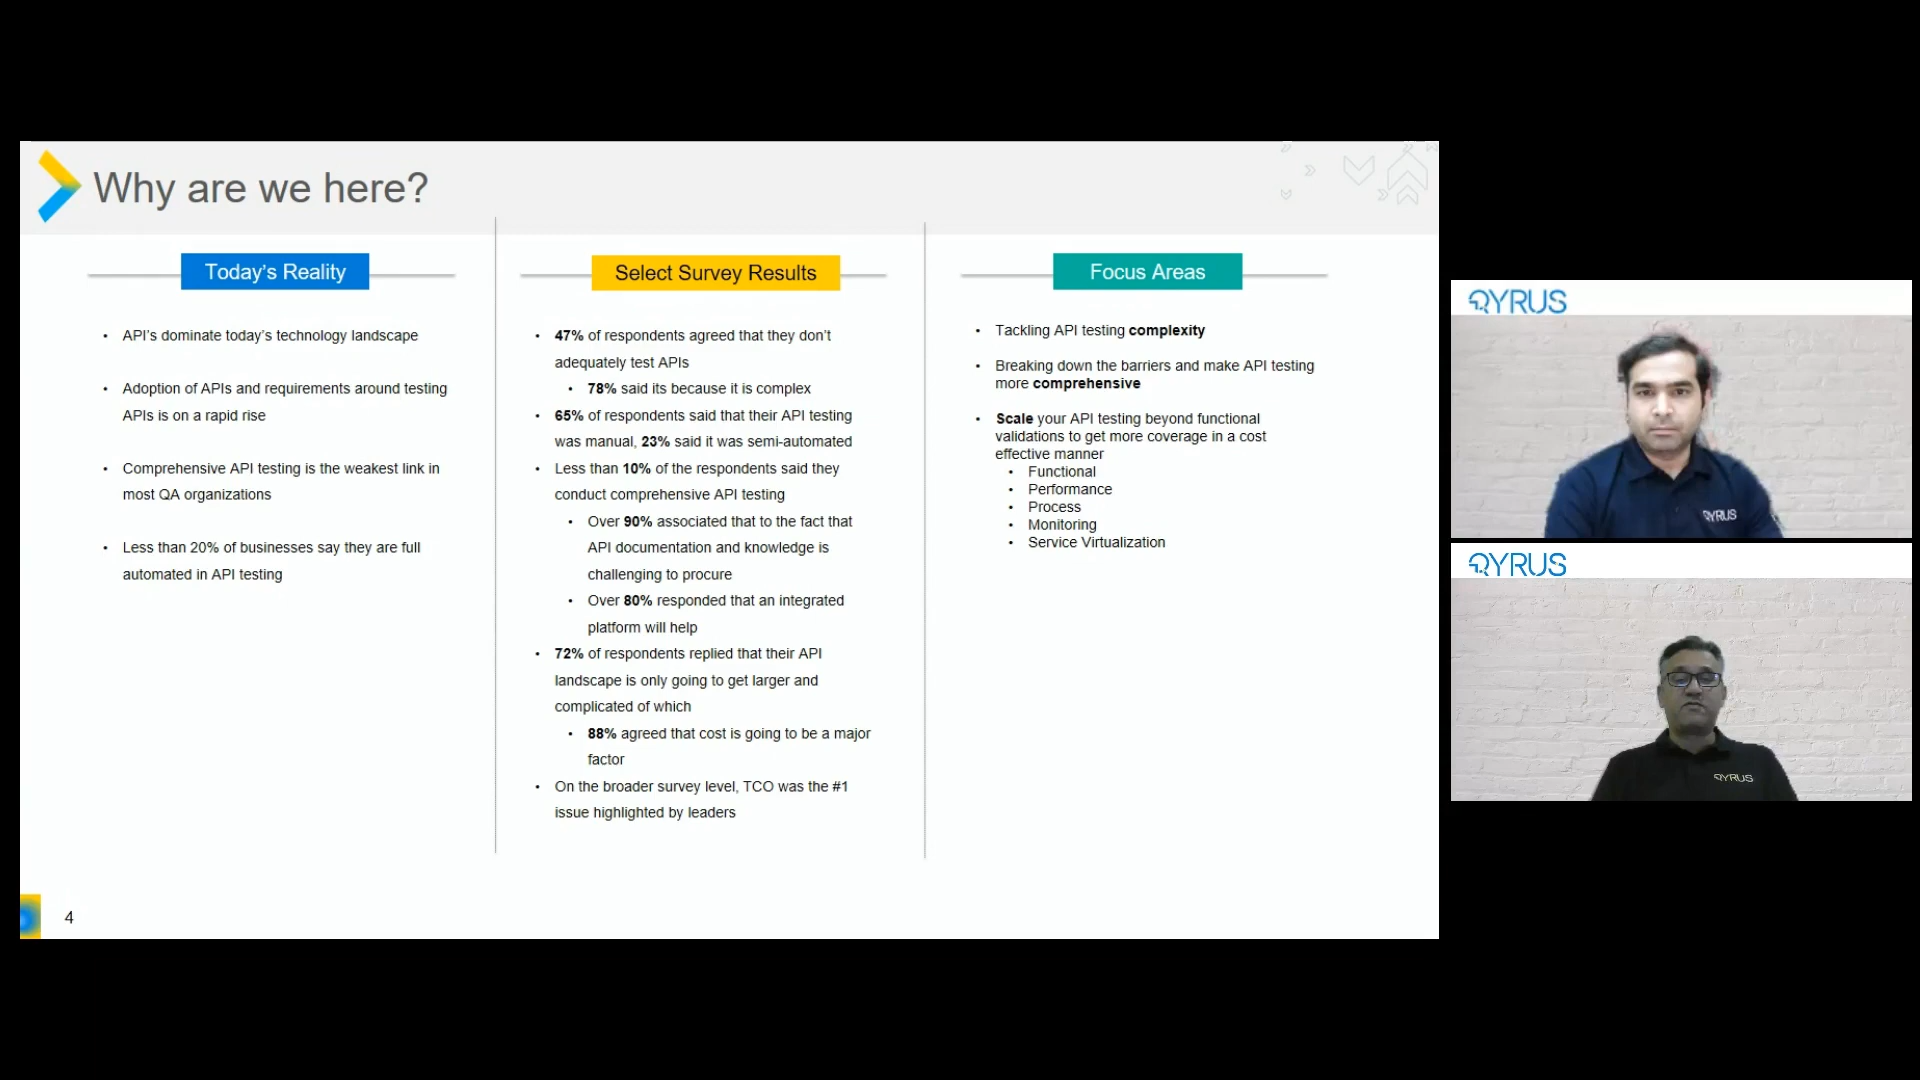 Why are we here?
Today's Reality
• API's dominate today's technology landscape
• Adoption of APIs and requirements around testing
APIs is on a rapid rise
• Comprehensive API testing is the weakest link in
most QA organizations
• Less than 20% of businesses say they are full
automated in API testing
Select Survey Results
• 47% of respondents agreed that they don't
adequately test APIs
• 78% said its because it is complex
• 65% of respondents said that their API testing
was manual, 23% said it was semi-automated
• Less than 10% of the respondents said they
conduct comprehensive API testing
• Over 90% associated that to the fact that
API documentation and knowledge is
challenging to procure
• Over 80% responded that an integrated
platform will help
• 72% of respondents replied that their API
landscape is only going to get larger and
complicated of which
• 88% agreed that cost is going to be a major
factor
• On the broader survey level, TCO was the #1
issue highlighted by leaders
Focus Areas
• Tackling API testing complexity
• Breaking down the barriers and make API testing
more comprehensive
• Scale your API testing beyond functional
validations to get more coverage in a cost
effective manner
• Functional
• Performance
• Process
• Monitoring
• Service Virtualization
4
QYRUS
QYRUS
QYRUS
QYRUS